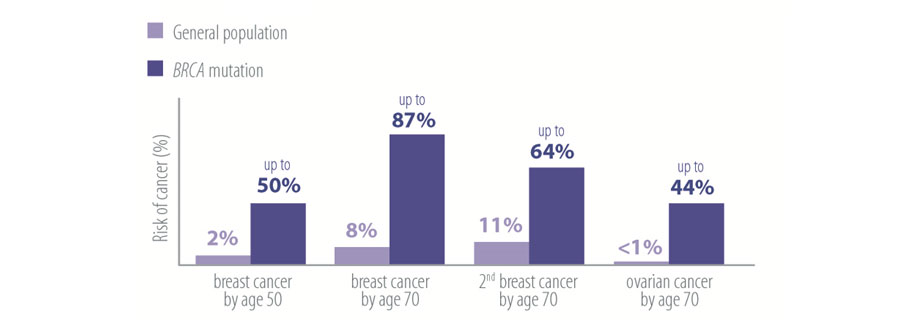 General population
BRCA mutation
Risk of cancer (%)
2%
up to
50%
8%
up to
87%
11%
up to
64%
<1%
up to
44%
breast cancer
by age 50
breast cancer
by age 70
2nd breast cancer
by age 70
ovarian cancer
by age 70